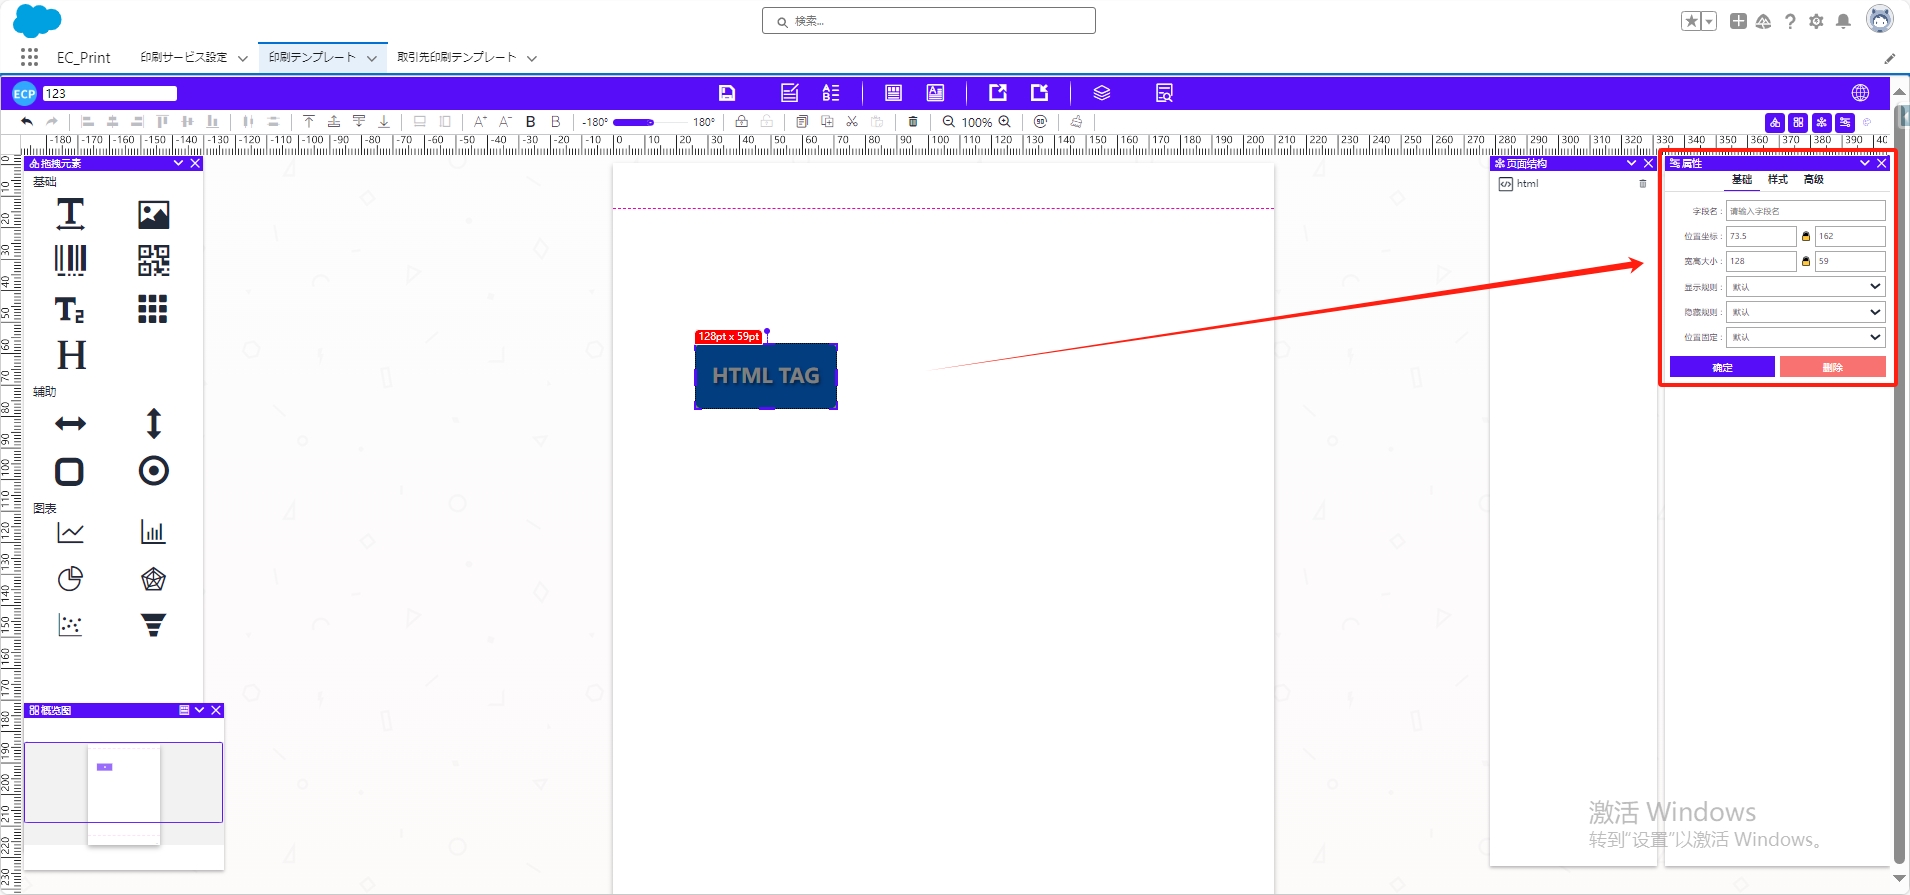 検索...
EC_Print
印刷サービス設定
印刷テンプレート
取引先印刷テンプレート
ECP
123
A+ A- B B -180° 180° 100%
-180 -170 -160 -150 -140 -130 -120 -110 -100 -90 -80 -70 -60 -50 -40 -30 -20 -10 0 10 20 30 40 50 60 70 80 90 100 110 120 130 140 150 160 170 180 190 200 210 220 230 240 250 260 270 280 290 300 310 320 330 340 350 360 370 380 390 40
0
10
20
30
40
50
60
70
80
90
100
110
120
130
140
150
160
170
180
190
200
210
220
230
拖拽元素
基础
T
T2
H
辅助
图表
概览图
128pt x 59pt
HTML TAG
页面结构
html
属性
基础 样式 高级
字段名: 请输入字段名
位置坐标: 73.5 162
宽高大小: 128 59
显示规则: 默认
隐藏规则: 默认
位置固定: 默认
确定 删除
激活 Windows
转到"设置"以激活 Windows。